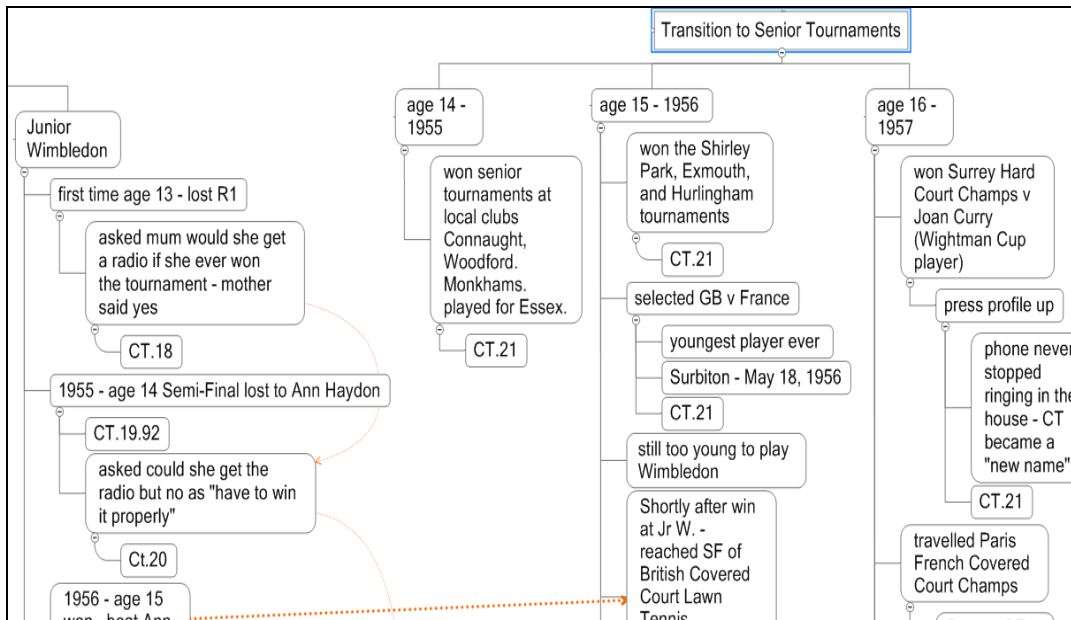 Transition to Senior Tournaments
Junior
Wimbledon
first time age 13 - lost R1
asked mum would she get
a radio if she ever won
the tournament - mother
said yes
CT.18
1955 - age 14 Semi-Final lost to Ann Haydon
CT.19.92
asked could she get the
radio but no as "have to win
it properly"
Ct.20
1956 - age 15
won - beat Ann
age 14 -
1955
won senior
tournaments at
local clubs
Connaught,
Woodford.
Monkhams.
played for Essex.
CT.21
age 15 - 1956
won the Shirley
Park, Exmouth,
and Hurlingham
tournaments
CT.21
selected GB v France
youngest player ever
Surbiton - May 18, 1956
CT.21
still too young to play
Wimbledon
Shortly after win
at Jr W. -
reached SF of
British Covered
Court Lawn
Tennis
age 16 -
1957
won Surrey Hard
Court Champs v
Joan Curry
(Wightman Cup
player)
press profile up
phone never
stopped
ringing in the
house - CT
became a
"new name"
CT.21
travelled Paris
French Covered
Court Champs